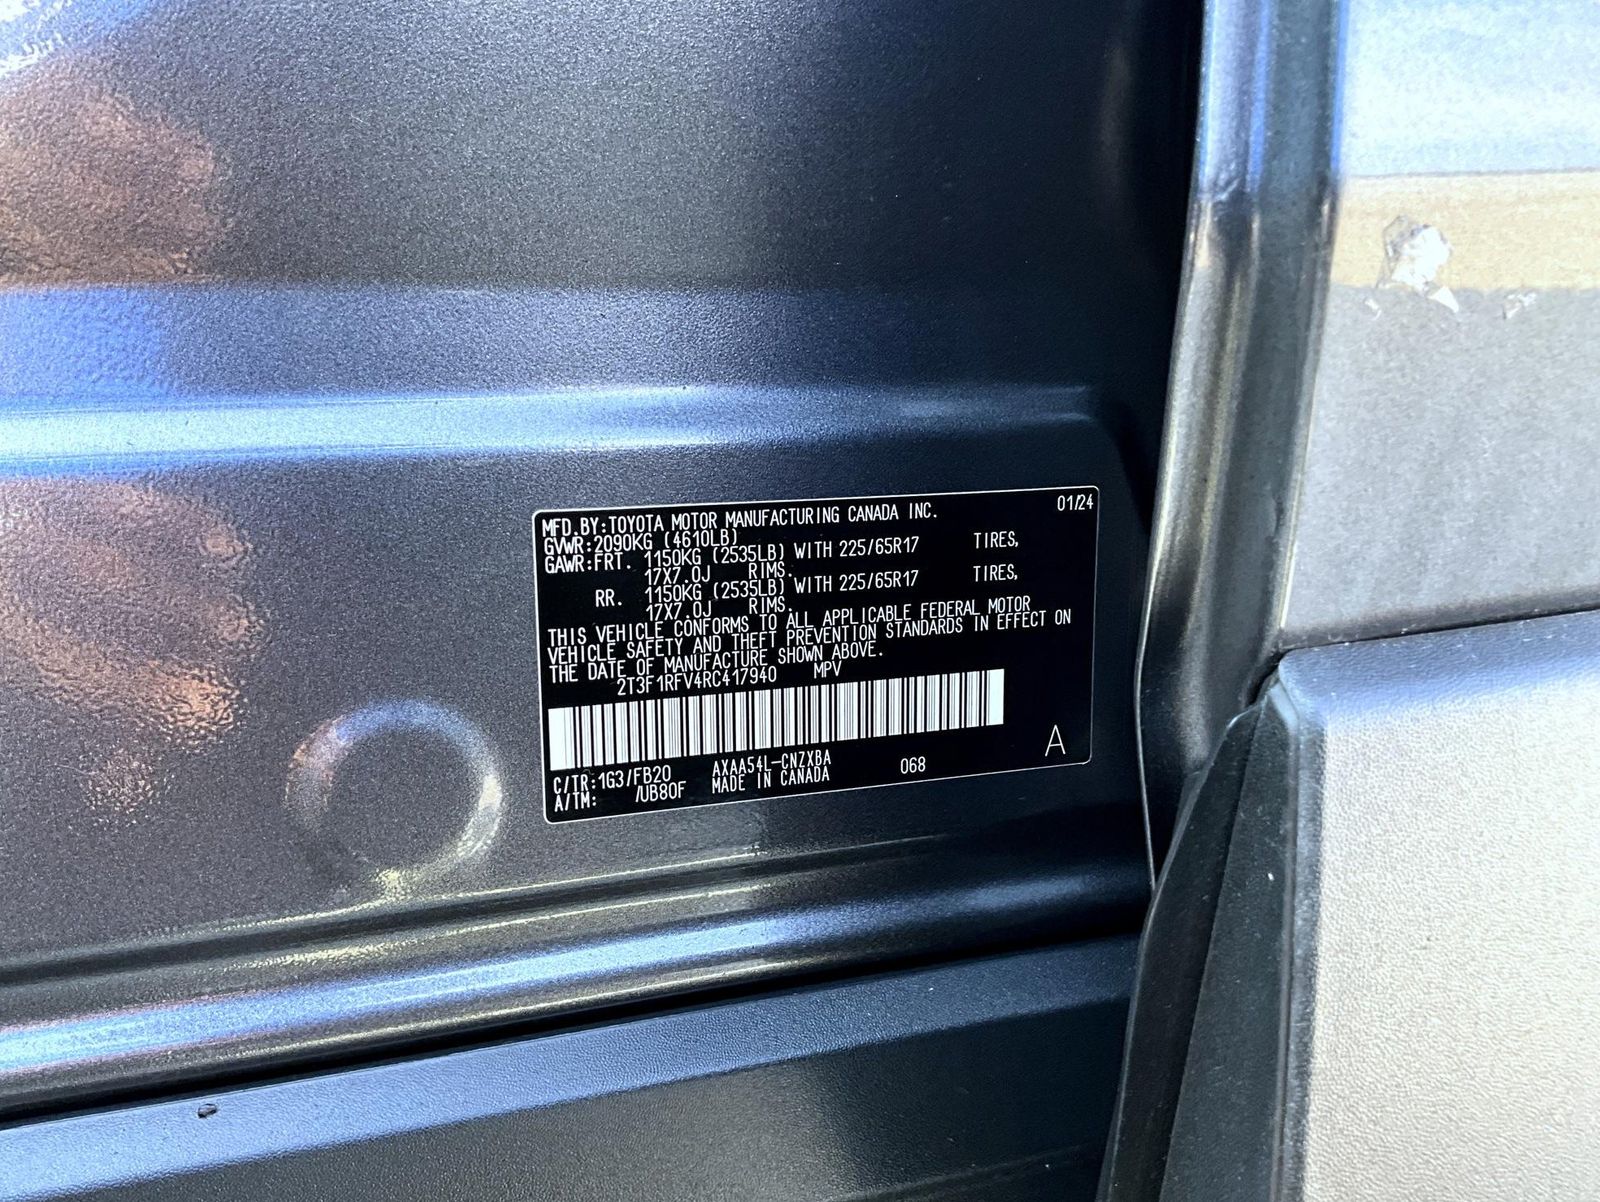 MFD.BY:TOYOTA MOTOR MANUFACTURING CANADA INC. 01/24
GVWR:2090KG (4610LB)
GAWR:FRT. 1150KG (2535LB) WITH 225/65R17 TIRES,
17X7.0J RIMS.
RR. 1150KG (2535LB) WITH 225/65R17 TIRES,
17X7.0J RIMS.
THIS VEHICLE CONFORMS TO ALL APPLICABLE FEDERAL MOTOR
VEHICLE SAFETY AND THEFT PREVENTION STANDARDS IN EFFECT ON
THE DATE OF MANUFACTURE SHOWN ABOVE.
2T3F1RFV4RC417940 MPV
C/TR:1G3/FB20 AXAA54L-CNZXBA 068 A
A/TM: /UB80F MADE IN CANADA